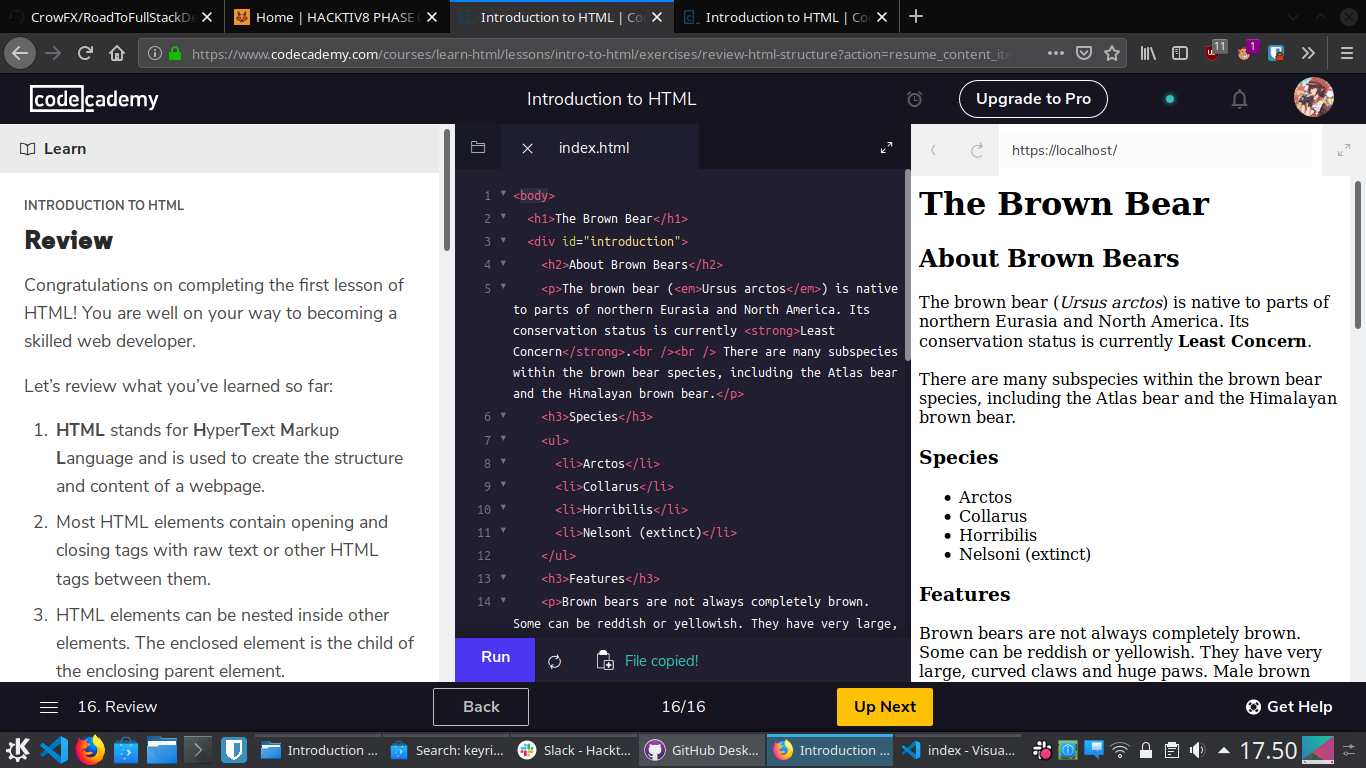 CrowFX/RoadToFullStackDe
Home | HACKTIV8 PHASE
Introduction to HTML | Co
Introduction to HTML | Co
https://www.codecademy.com/courses/learn-html/lessons/intro-to-html/exercises/review-html-structure?action=resume_content_ite
11
1
codecademy
Introduction to HTML
Upgrade to Pro
Learn
INTRODUCTION TO HTML
Review
Congratulations on completing the first lesson of
HTML! You are well on your way to becoming a
skilled web developer.
Let’s review what you’ve learned so far:
1. HTML stands for HyperText Markup
Language and is used to create the structure
and content of a webpage.
2. Most HTML elements contain opening and
closing tags with raw text or other HTML
tags between them.
3. HTML elements can be nested inside other
elements. The enclosed element is the child of
the enclosing parent element.
index.html
1 <body>
2 <h1>The Brown Bear</h1>
3 <div id="introduction">
4 <h2>About Brown Bears</h2>
5 <p>The brown bear (<em>Ursus arctos</em>) is native
to parts of northern Eurasia and North America. Its
conservation status is currently <strong>Least
Concern</strong>.<br /><br /> There are many subspecies
within the brown bear species, including the Atlas bear
and the Himalayan brown bear.</p>
6 <h3>Species</h3>
7 <ul>
8 <li>Arctos</li>
9 <li>Collarus</li>
10 <li>Horribilis</li>
11 <li>Nelsoni (extinct)</li>
12 </ul>
13 <h3>Features</h3>
14 <p>Brown bears are not always completely brown.
Some can be reddish or yellowish. They have very large,
Run
File copied!
https://localhost/
The Brown Bear
About Brown Bears
The brown bear (Ursus arctos) is native to parts of
northern Eurasia and North America. Its
conservation status is currently Least Concern.
There are many subspecies within the brown bear
species, including the Atlas bear and the Himalayan
brown bear.
Species
Arctos
Collarus
Horribilis
Nelsoni (extinct)
Features
Brown bears are not always completely brown.
Some can be reddish or yellowish. They have very
large, curved claws and huge paws. Male brown
16. Review
Back
16/16
Up Next
Get Help
Introduction ...
Search: keyri...
Slack - Hackt...
GitHub Desk...
Introduction ...
index - Visua...
17.50